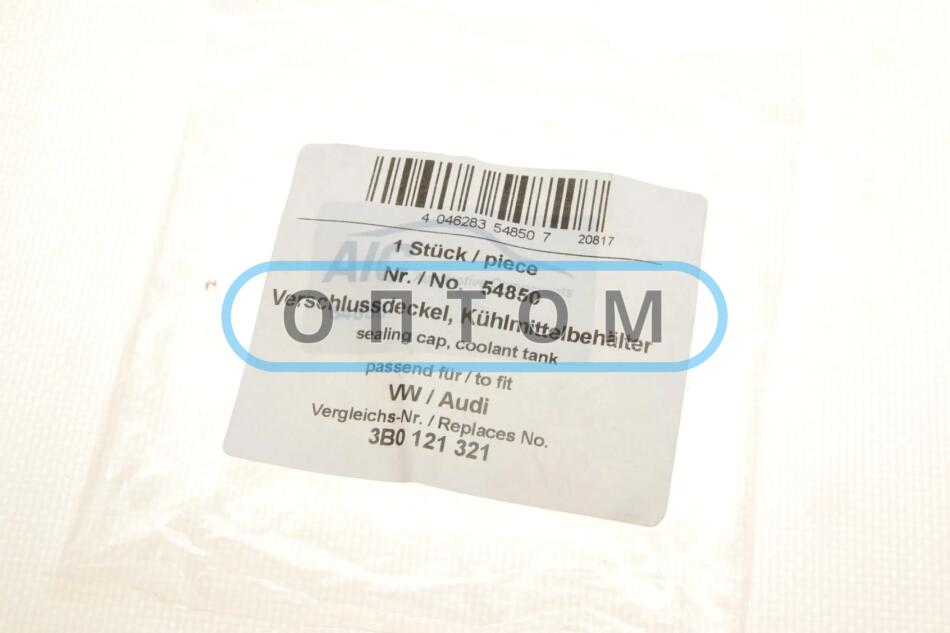 4 046283 54850 7 20817
1 Stück / piece
Nr. / No. 54850
Verschlussdeckel, Kühlmittelbehälter
ОПТОМ
sealing cap, coolant tank
passend für / to fit
VW / Audi
Vergleichs-Nr. / Replaces No.
3B0 121 321